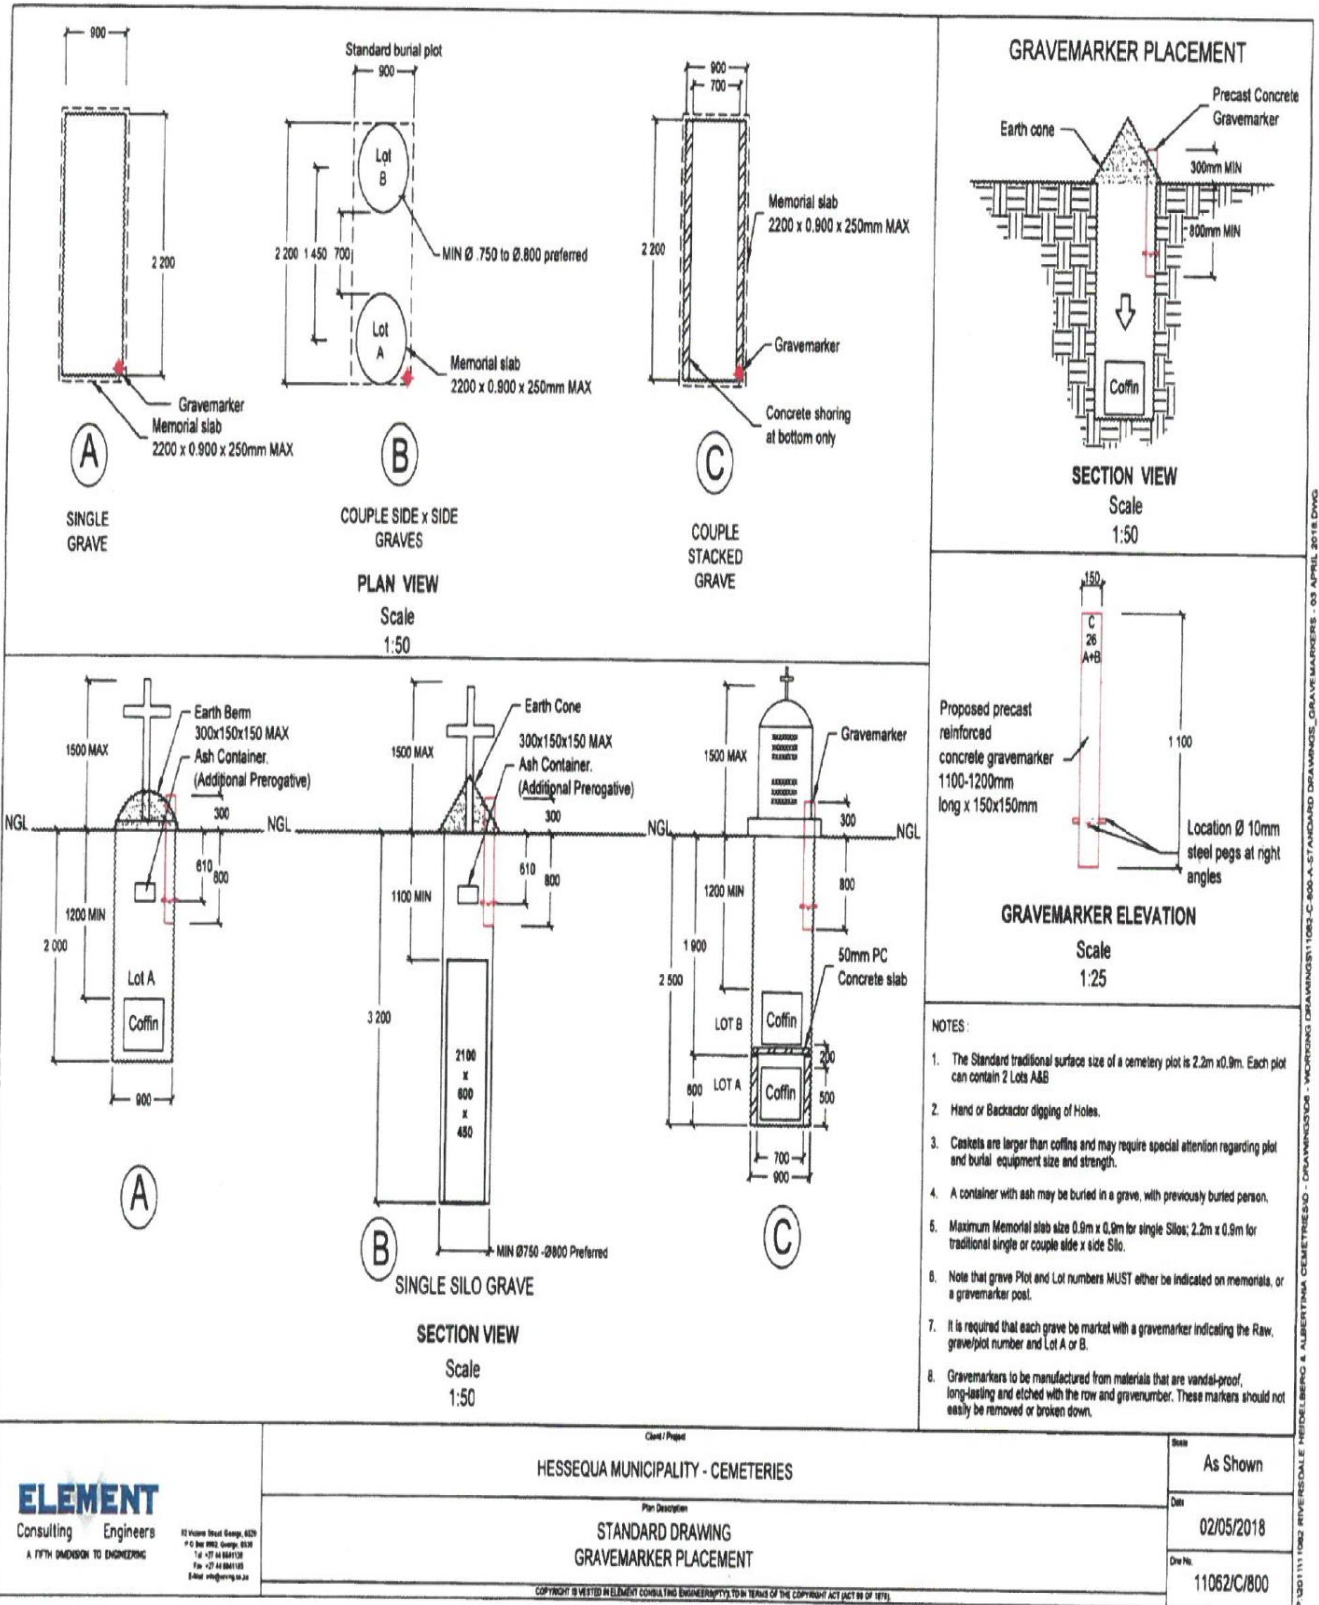 900
2 200
Gravemarker
Memorial slab
2200 x 0.900 x 250mm MAX
A
SINGLE
GRAVE
Standard burial plot
900
Lot
B
2 200
1 450
700
MIN Ø .750 to Ø.800 preferred
Lot
A
Memorial slab
2200 x 0.900 x 250mm MAX
B
COUPLE SIDE x SIDE
GRAVES
900
700
2 200
Memorial slab
2200 x 0.900 x 250mm MAX
Gravemarker
Concrete shoring
at bottom only
C
COUPLE
STACKED
GRAVE
PLAN VIEW
Scale
1:50
GRAVEMARKER PLACEMENT
Precast Concrete
Gravemarker
Earth cone
300mm MIN
800mm MIN
Coffin
SECTION VIEW
Scale
1:50
150
C
26
A+B
Proposed precast
reinforced
concrete gravemarker
1100-1200mm
long x 150x150mm
1 100
Location Ø 10mm
steel pegs at right
angles
GRAVEMARKER ELEVATION
Scale
1:25
1500 MAX
Earth Berm
300x150x150 MAX
Ash Container.
(Additional Prerogative)
300
NGL
NGL
610
800
1200 MIN
2 000
Lot A
Coffin
900
A
1500 MAX
Earth Cone
300x150x150 MAX
Ash Container.
(Additional Prerogative)
300
610
800
1100 MIN
3 200
2100
x
600
x
450
MIN Ø750 -Ø800 Preferred
B
SINGLE SILO GRAVE
1500 MAX
Gravemarker
300
NGL
NGL
1200 MIN
800
1 900
2 500
50mm PC
Concrete slab
LOT B
Coffin
200
LOT A
600
Coffin
500
700
900
C
SECTION VIEW
Scale
1:50
NOTES :
1. The Standard traditional surface size of a cemetery plot is 2.2m x0.9m. Each plot
can contain 2 Lots A&B
2. Hand or Backactor digging of Holes.
3. Caskets are larger than coffins and may require special attention regarding plot
and burial equipment size and strength.
4. A container with ash may be buried in a grave, with previously buried person.
5. Maximum Memorial slab size 0.9m x 0.9m for single Silos; 2.2m x 0.9m for
traditional single or couple side x side Silo.
6. Note that grave Plot and Lot numbers MUST either be indicated on memorials, or
a gravemarker post.
7. It is required that each grave be market with a gravemarker indicating the Raw,
grave/plot number and Lot A or B.
8. Gravemarkers to be manufactured from materials that are vandal-proof,
long-lasting and etched with the row and gravenumber. These markers should not
easily be removed or broken down.
ELEMENT
Consulting Engineers
A FIFTH DIMENSION TO ENGINEERING
Client / Project
HESSEQUA MUNICIPALITY - CEMETERIES
Plan Description
STANDARD DRAWING
GRAVEMARKER PLACEMENT
Scale
As Shown
Date
02/05/2018
Drw No.
11062/C/800